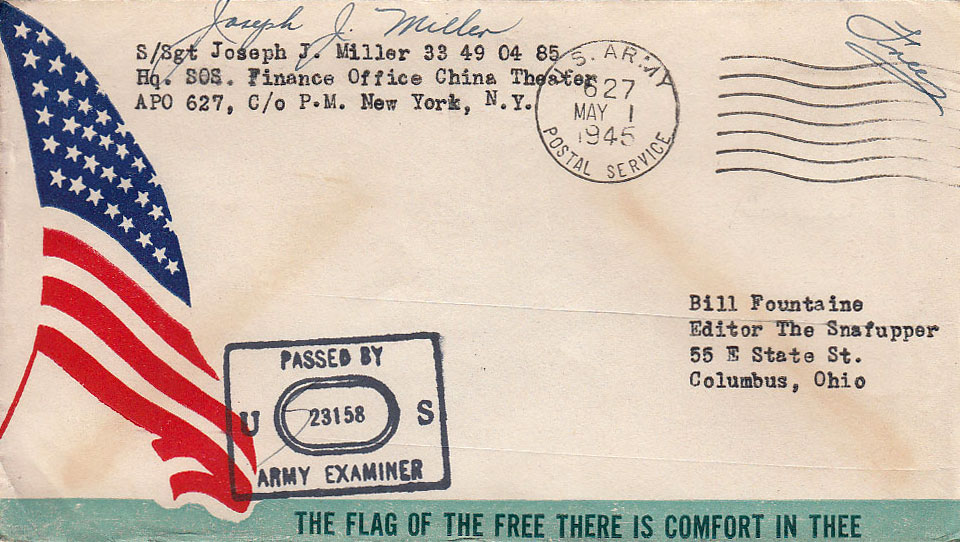 Joseph J. Miller
S/Sgt Joseph J. Miller 33 49 04 85
Hq. SOS. Finance Office China Theater
APO 627, C/o P.M. New York, N.Y.
Free
U.S. ARMY
627
MAY 1
1945
POSTAL SERVICE
Bill Fountaine
Editor The Snafupper
55 E State St.
Columbus, Ohio
PASSED BY
U 23158 S
ARMY EXAMINER
THE FLAG OF THE FREE THERE IS COMFORT IN THEE